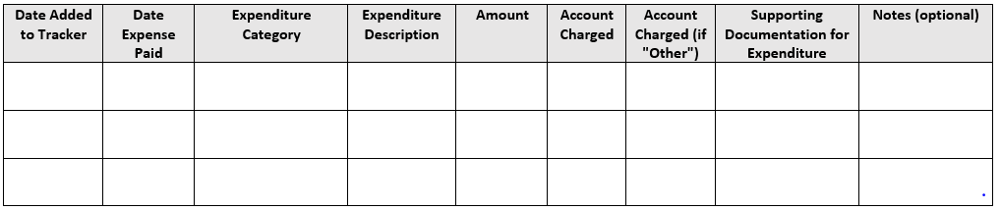 Date Added
to Tracker
Date
Expense
Paid
Expenditure
Category
Expenditure
Description
Amount
Account
Charged
Account
Charged (if
"Other")
Supporting
Documentation for
Expenditure
Notes (optional)